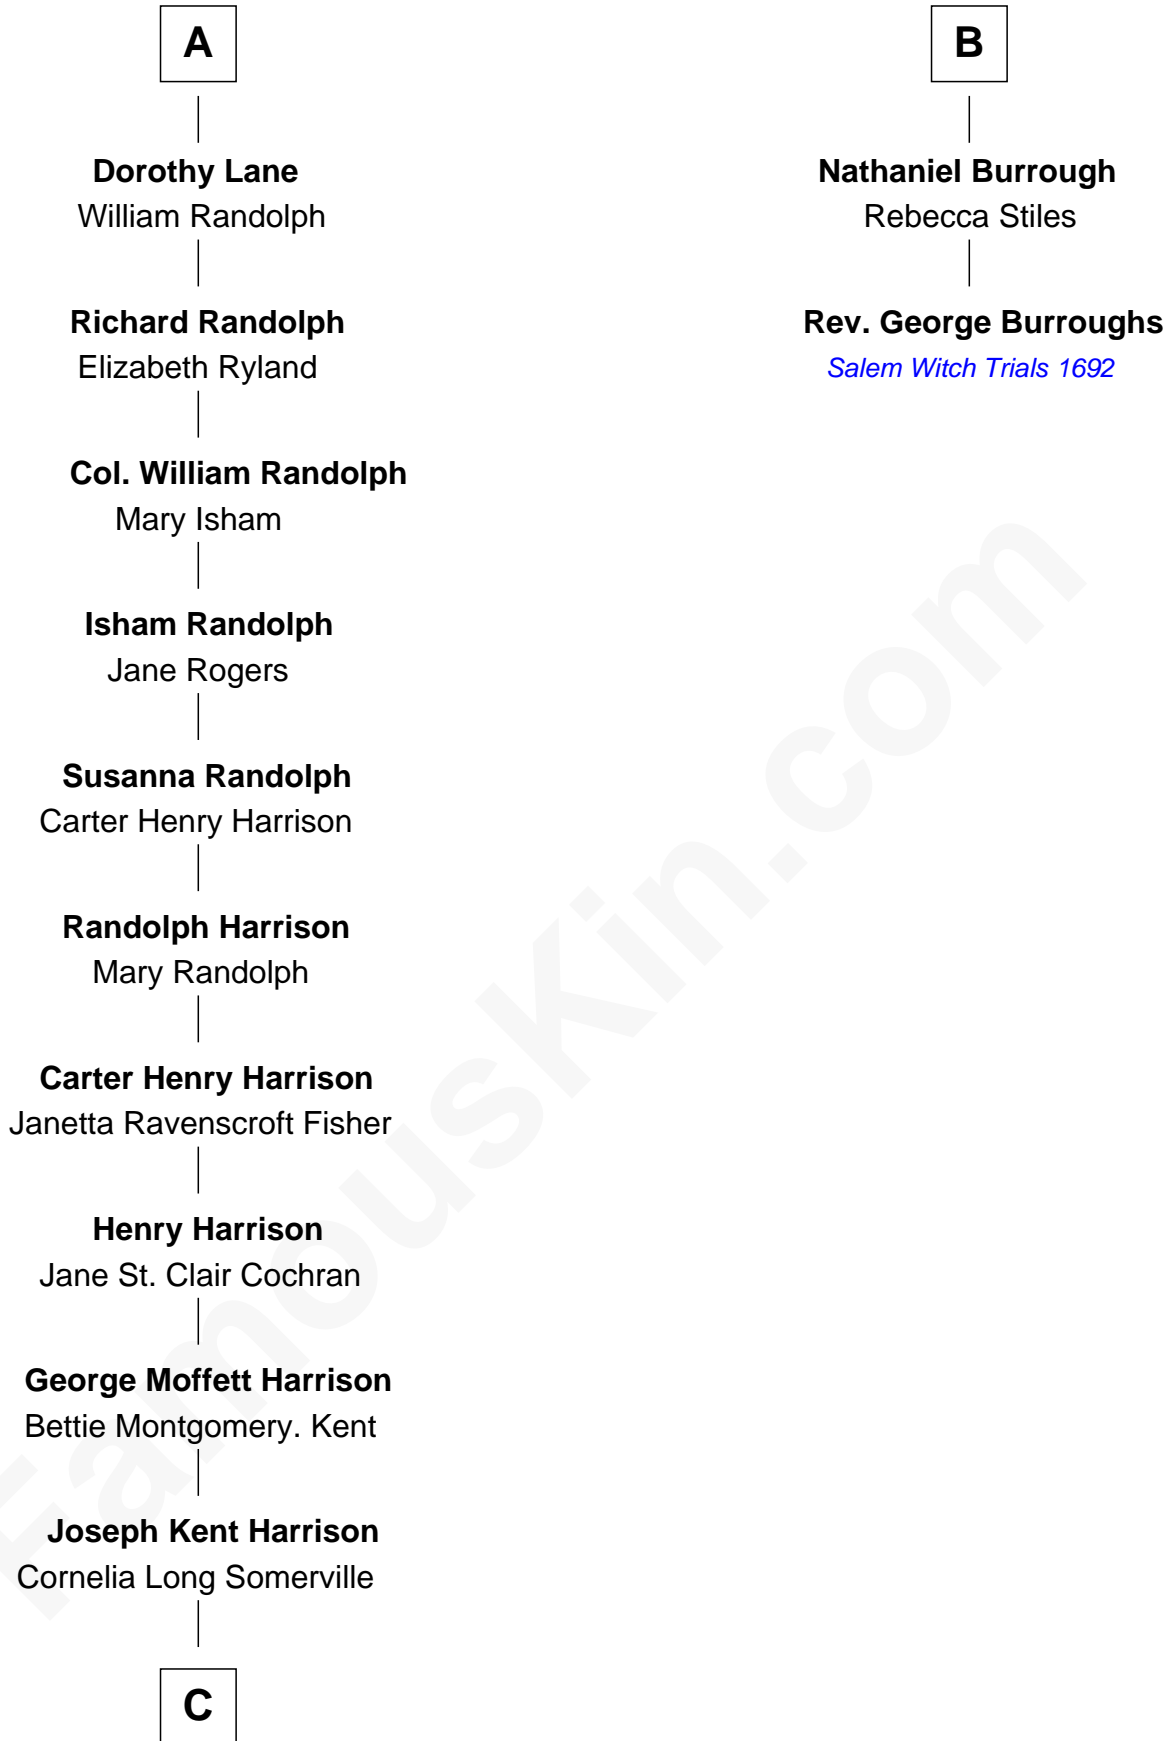 A
Dorothy Lane
William Randolph
Richard Randolph
Elizabeth Ryland
Col. William Randolph
Mary Isham
Isham Randolph
Jane Rogers
Susanna Randolph
Carter Henry Harrison
Randolph Harrison
Mary Randolph
Carter Henry Harrison
Janetta Ravenscroft Fisher
Henry Harrison
Jane St. Clair Cochran
George Moffett Harrison
Bettie Montgomery. Kent
Joseph Kent Harrison
Cornelia Long Somerville
C
B
Nathaniel Burrough
Rebecca Stiles
Rev. George Burroughs
Salem Witch Trials 1692
FamousKin.com